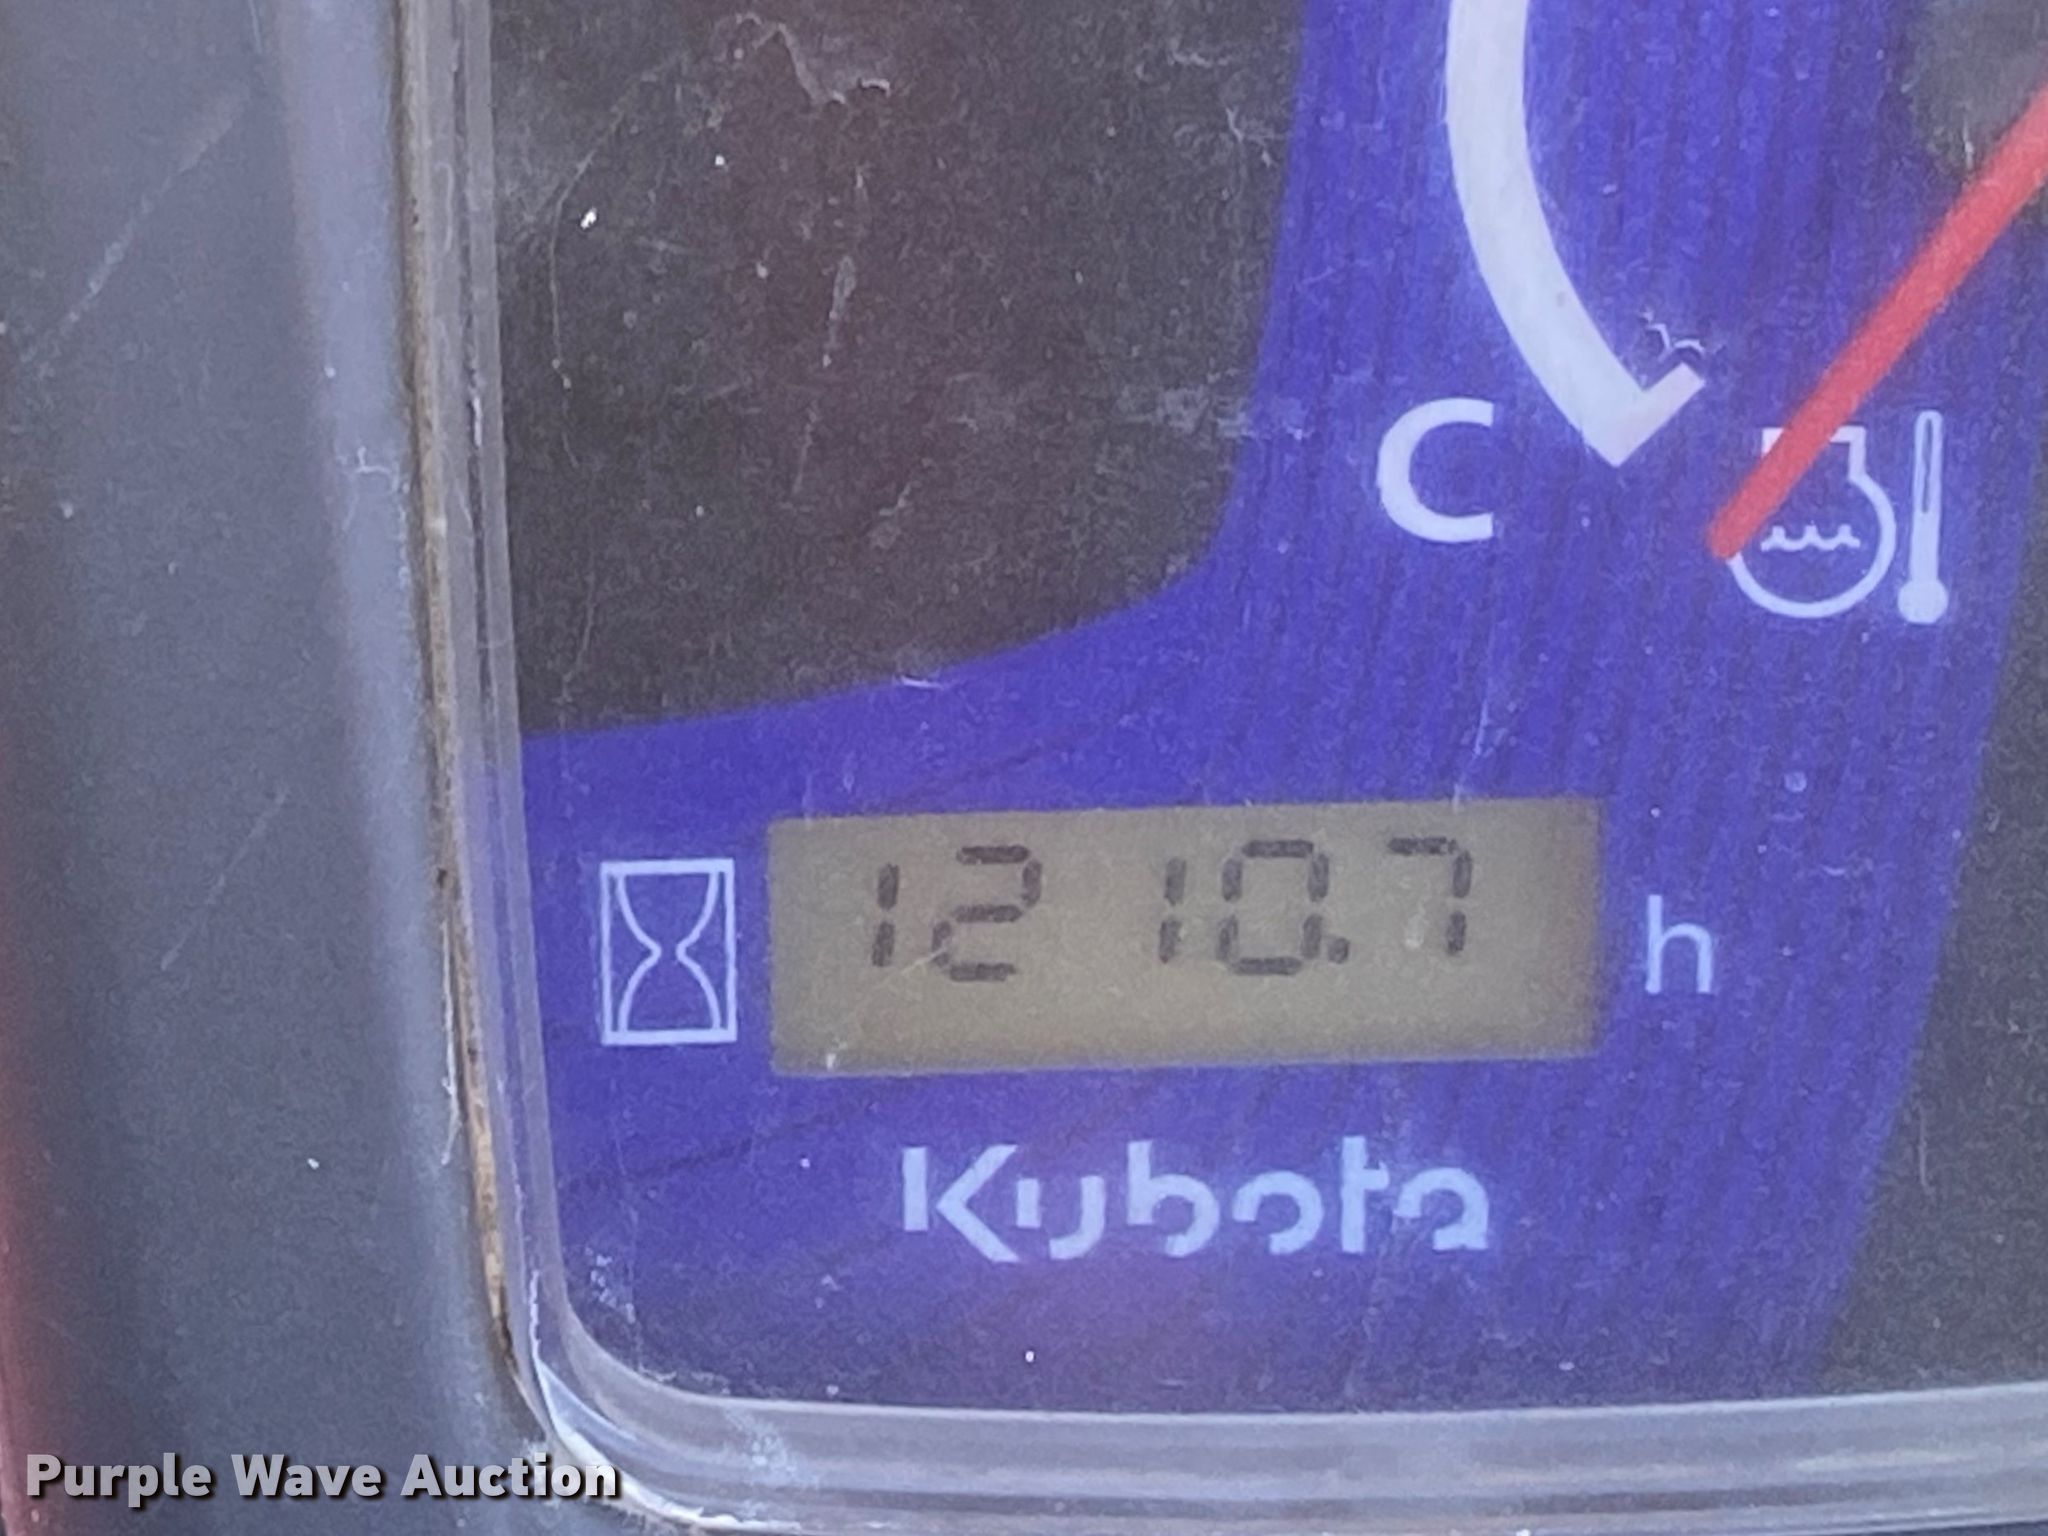 C
1210.7 h
Kubota
Purple Wave Auction